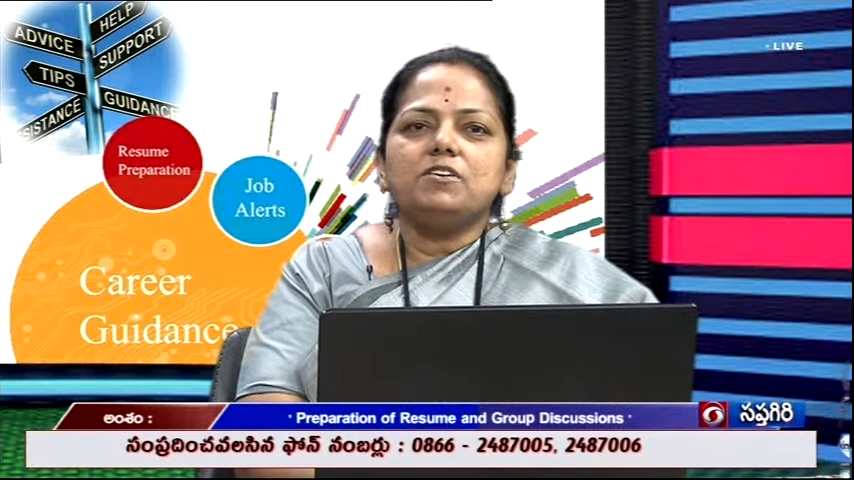 HELP
ADVICE
SUPPORT
TIPS
GUIDANCE
SISTANCE
Resume
Preparation
Job
Alerts
Career
Guidance
LIVE
అంశం :
· Preparation of Resume and Group Discussions ·
సప్తగిరి
సంప్రదించవలసిన ఫోన్ నంబర్లు : 0866 - 2487005, 2487006